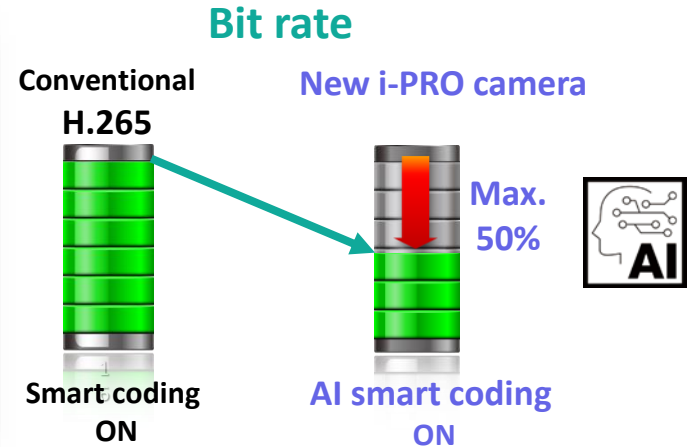 Bit rate
Conventional
H.265
New i-PRO camera
Max.
50%
AI
Smart coding
ON
AI smart coding
ON